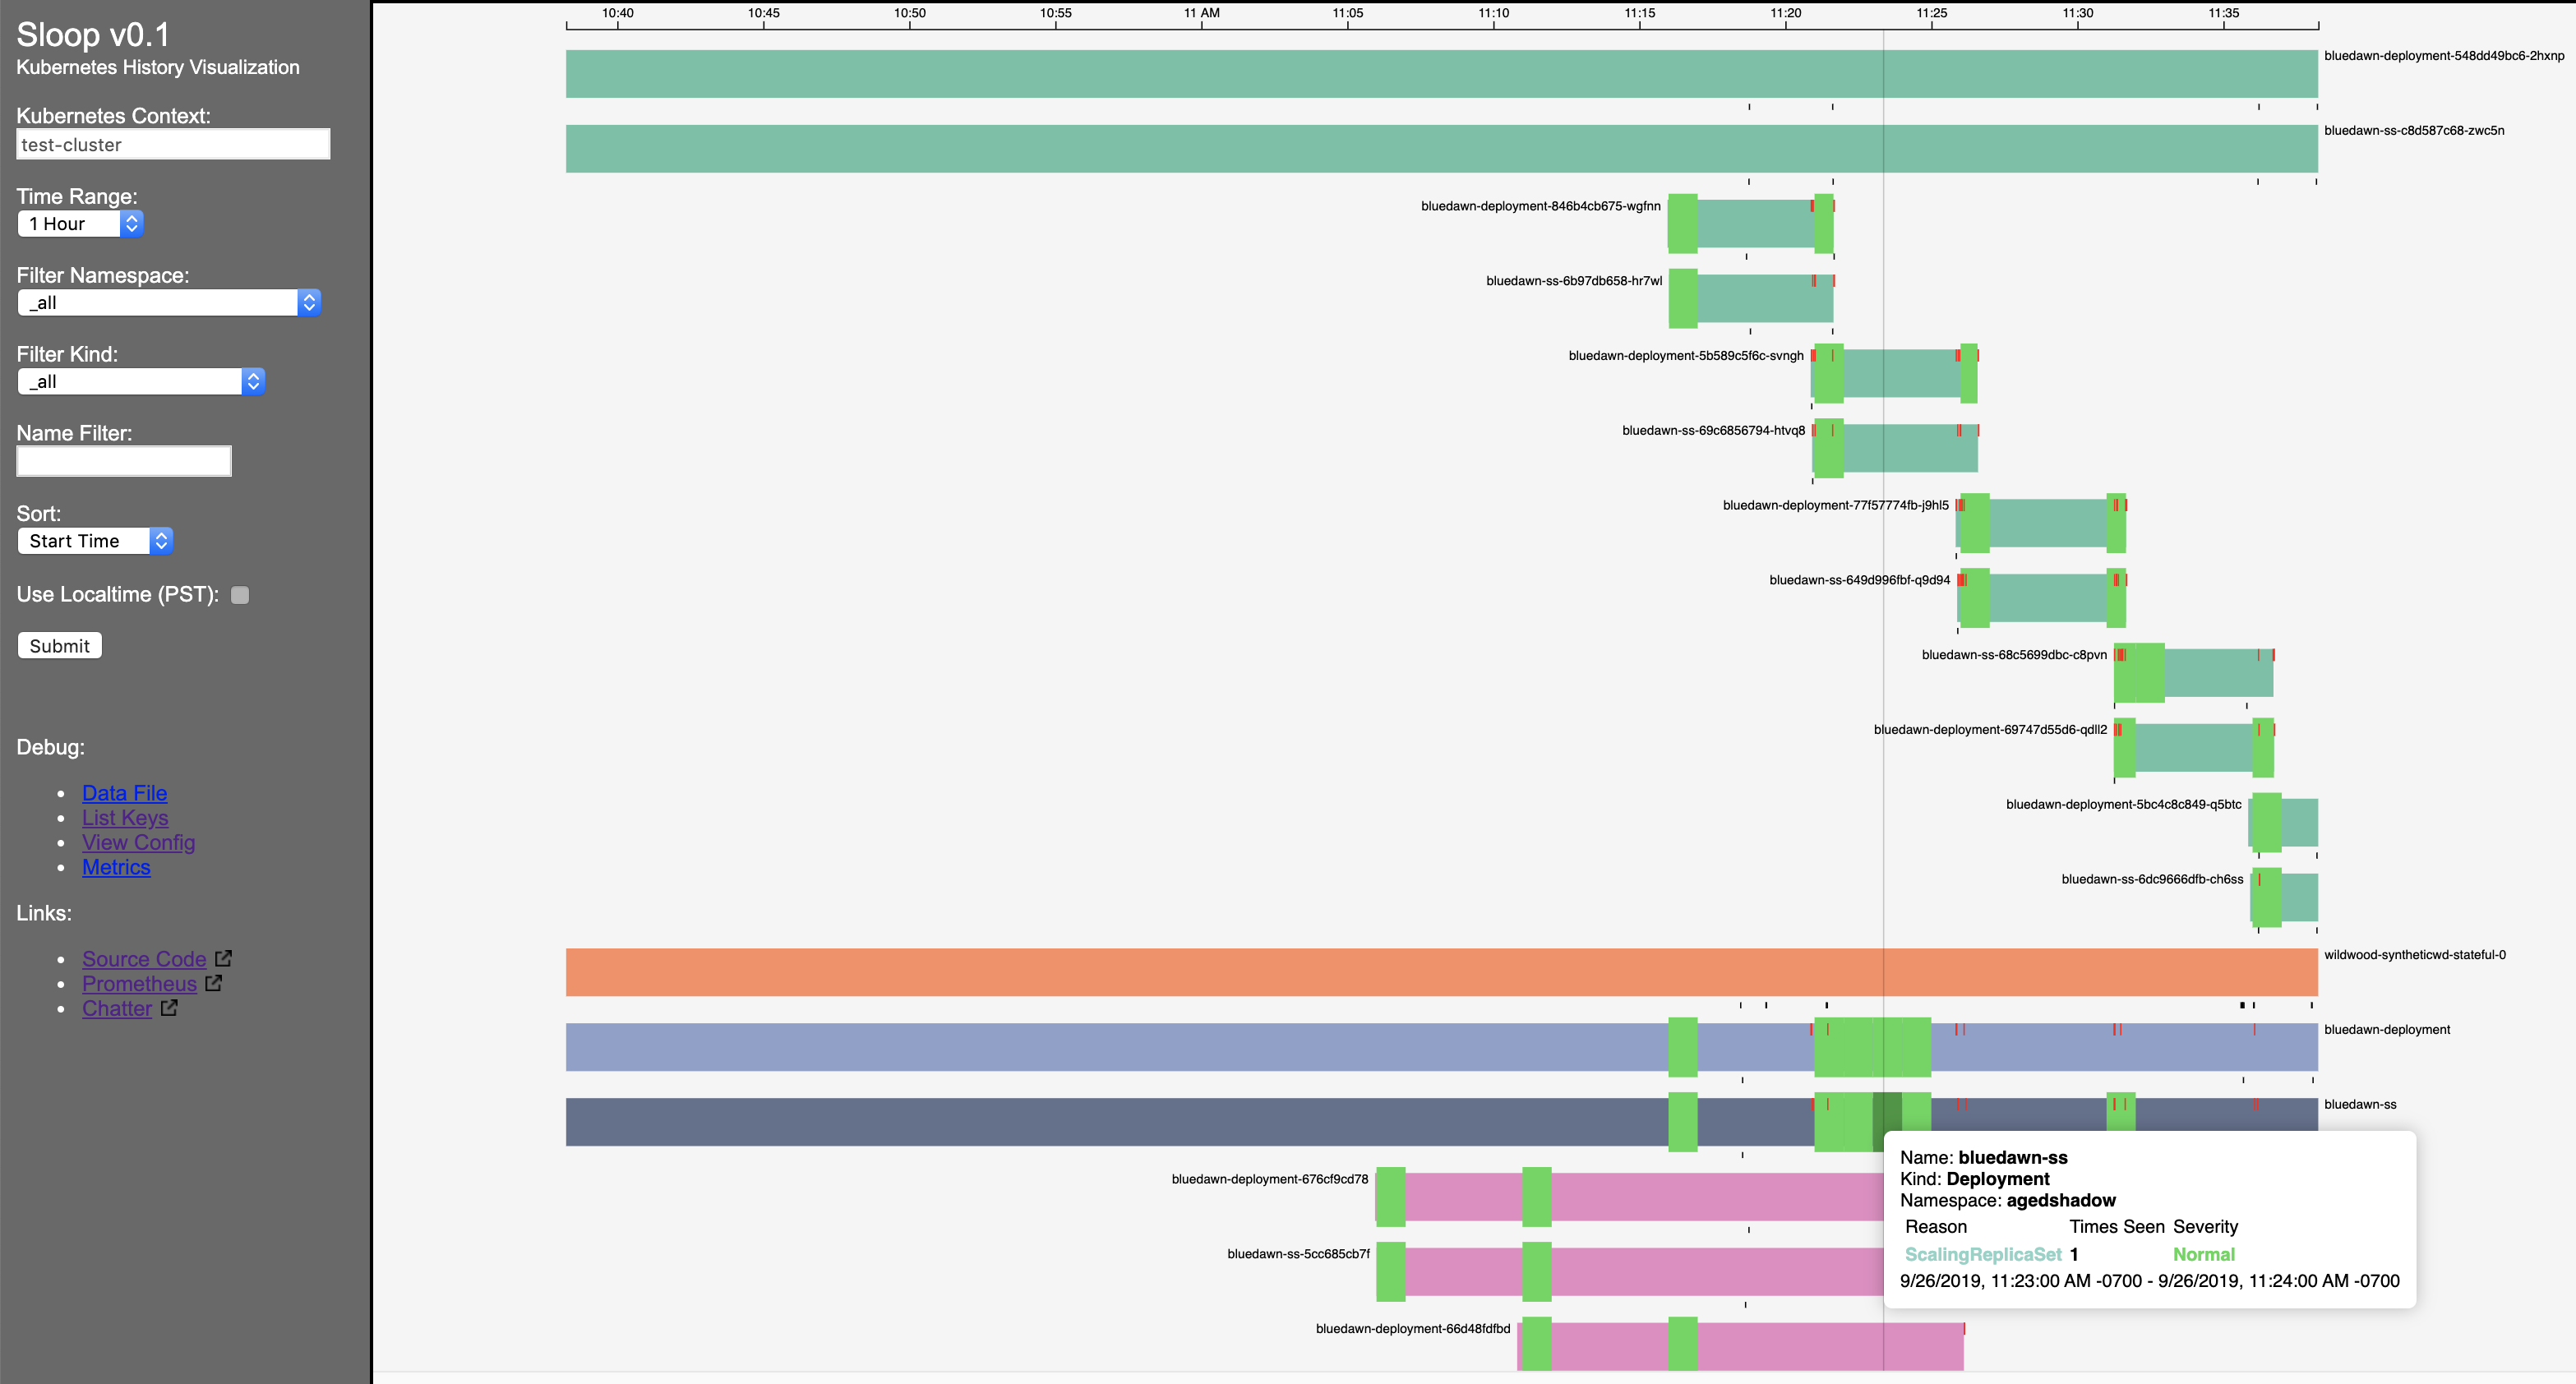 Sloop v0.1
Kubernetes History Visualization
Kubernetes Context:
test-cluster
Time Range:
1 Hour
Filter Namespace:
_all
Filter Kind:
_all
Name Filter:
Sort:
Start Time
Use Localtime (PST):
Submit
Debug:
Data File
List Keys
View Config
Metrics
Links:
Source Code
Prometheus
Chatter
10:40 10:45 10:50 10:55 11 AM 11:05 11:10 11:15 11:20 11:25 11:30 11:35
bluedawn-deployment-548dd49bc6-2hxnp
bluedawn-ss-c8d587c68-zwc5n
bluedawn-deployment-846b4cb675-wgfnn
bluedawn-ss-6b97db658-hr7wl
bluedawn-deployment-5b589c5f6c-svngh
bluedawn-ss-69c6856794-htvq8
bluedawn-deployment-77f57774fb-j9hl5
bluedawn-ss-649d996fbf-q9d94
bluedawn-ss-68c5699dbc-c8pvn
bluedawn-deployment-69747d55d6-qdll2
bluedawn-deployment-5bc4c8c849-q5btc
bluedawn-ss-6dc9666dfb-ch6ss
wildwood-syntheticwd-stateful-0
bluedawn-deployment
bluedawn-ss
bluedawn-deployment-676cf9cd78
bluedawn-ss-5cc685cb7f
bluedawn-deployment-66d48fdfbd
Name: bluedawn-ss
Kind: Deployment
Namespace: agedshadow
Reason Times Seen Severity
ScalingReplicaSet 1 Normal
9/26/2019, 11:23:00 AM -0700 - 9/26/2019, 11:24:00 AM -0700